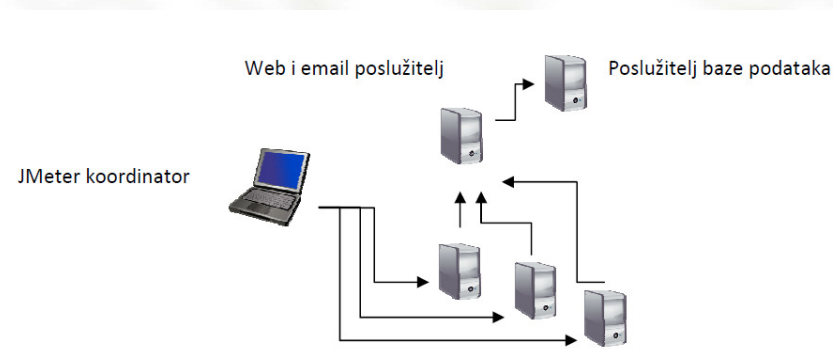 Web i email poslužitelj
Poslužitelj baze podataka
JMeter koordinator